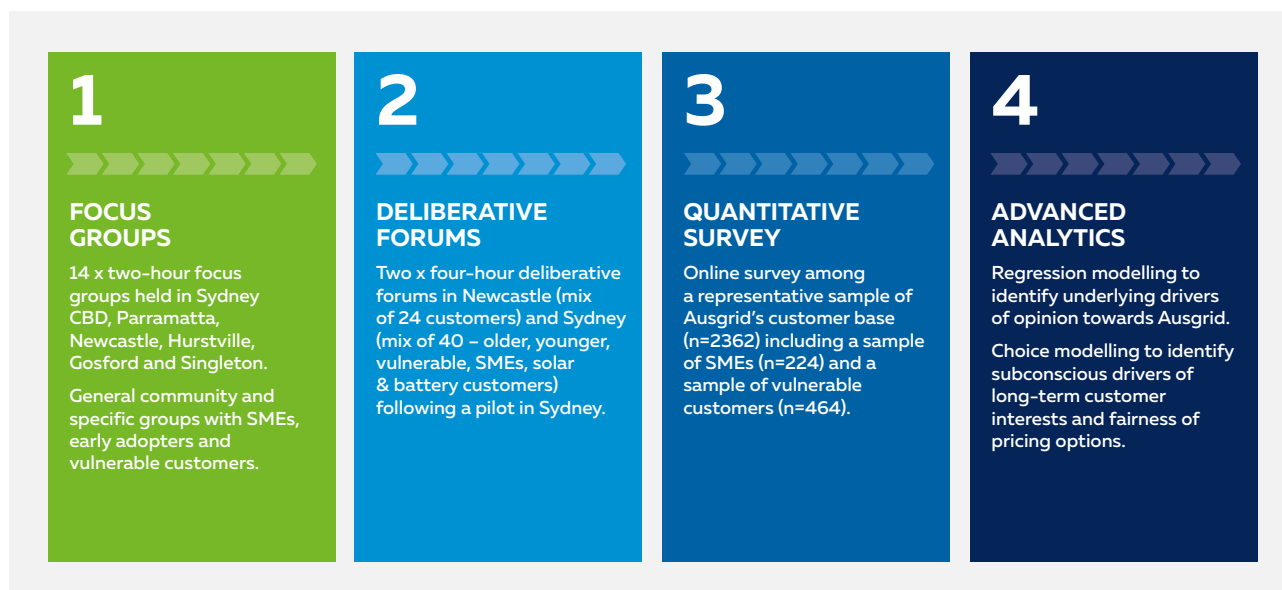 1
FOCUS
GROUPS
14 x two-hour focus
groups held in Sydney
CBD, Parramatta,
Newcastle, Hurstville,
Gosford and Singleton.
General community and
specific groups with SMEs,
early adopters and
vulnerable customers.
2
DELIBERATIVE
FORUMS
Two x four-hour deliberative
forums in Newcastle (mix
of 24 customers) and Sydney
(mix of 40 – older, younger,
vulnerable, SMEs, solar
& battery customers)
following a pilot in Sydney.
3
QUANTITATIVE
SURVEY
Online survey among
a representative sample of
Ausgrid’s customer base
(n=2362) including a sample
of SMEs (n=224) and a
sample of vulnerable
customers (n=464).
4
ADVANCED
ANALYTICS
Regression modelling to
identify underlying drivers
of opinion towards Ausgrid.
Choice modelling to identify
subconscious drivers of
long-term customer
interests and fairness of
pricing options.